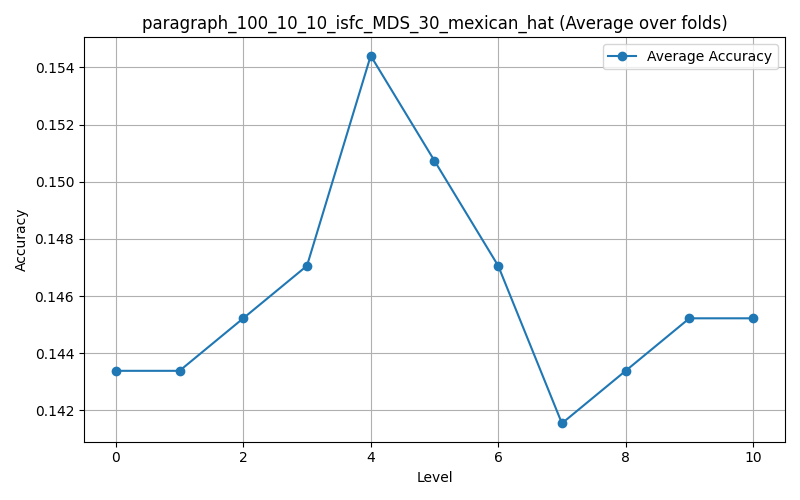 paragraph_100_10_10_isfc_MDS_30_mexican_hat (Average over folds)
Average Accuracy
0.154
0.152
0.150
0.148
0.146
0.144
0.142
Accuracy
0 2 4 6 8 10
Level